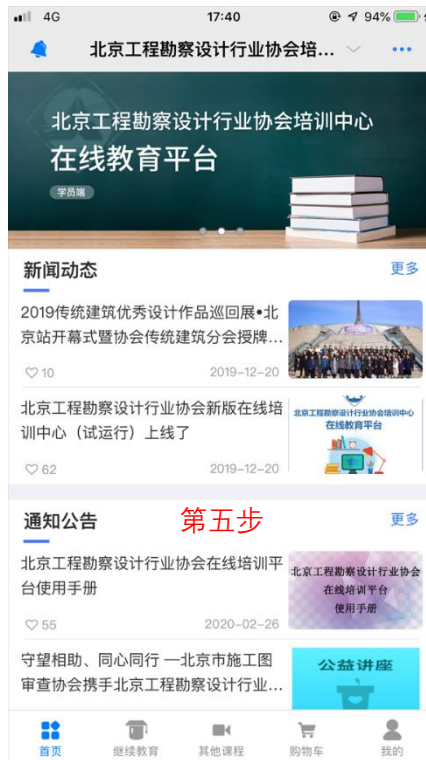 4G
17:40
94%
北京工程勘察设计行业协会培...
北京工程勘察设计行业协会培训中心
在线教育平台
学员端
新闻动态
更多
2019传统建筑优秀设计作品巡回展•北
京站开幕式暨协会传统建筑分会授牌...
10
2019-12-20
北京工程勘察设计行业协会新版在线培
训中心（试运行）上线了
62
2019-12-20
北京工程勘察设计行业协会培训中心
在线教育平台
通知公告
第五步
更多
北京工程勘察设计行业协会在线培训平
台使用手册
55
2020-02-26
北京工程勘察设计行业协会
在线培训平台
使用手册
守望相助、同心同行 —北京市施工图
审查协会携手北京工程勘察设计行业...
公益讲座
首页
继续教育
其他课程
购物车
我的